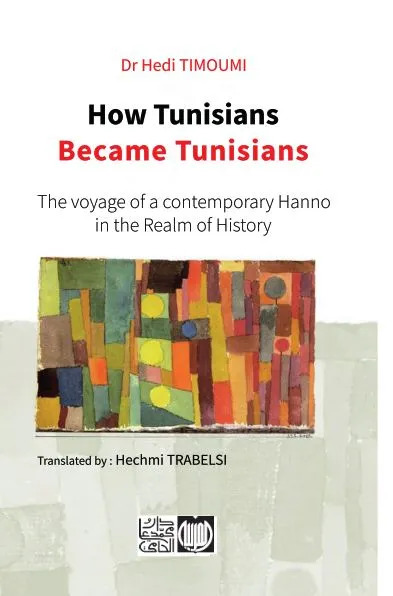 Dr Hedi TIMOUMI
How Tunisians
Became Tunisians
The voyage of a contemporary Hanno
in the Realm of History
Translated by : Hechmi TRABELSI